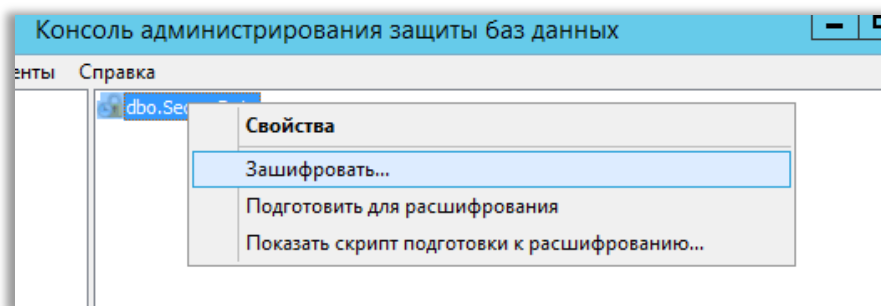 Консоль администрирования защиты баз данных
енты Справка
Свойства
Зашифровать...
Подготовить для расшифрования
Показать скрипт подготовки к расшифрованию...